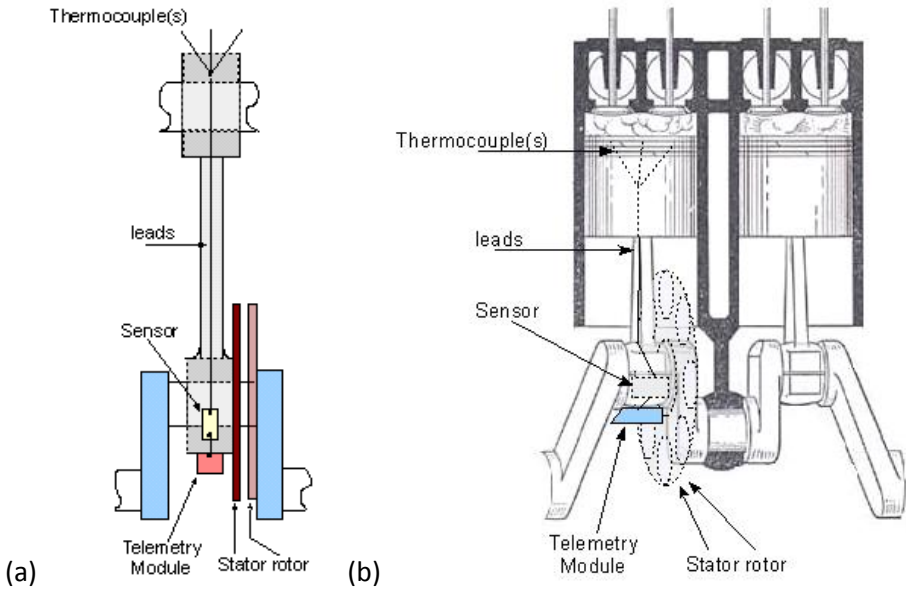 Thermocouple(s)
leads
Sensor
Telemetry
Module
Stator rotor
(a)
Thermocouple(s)
leads
Sensor
Telemetry
Module
Stator rotor
(b)